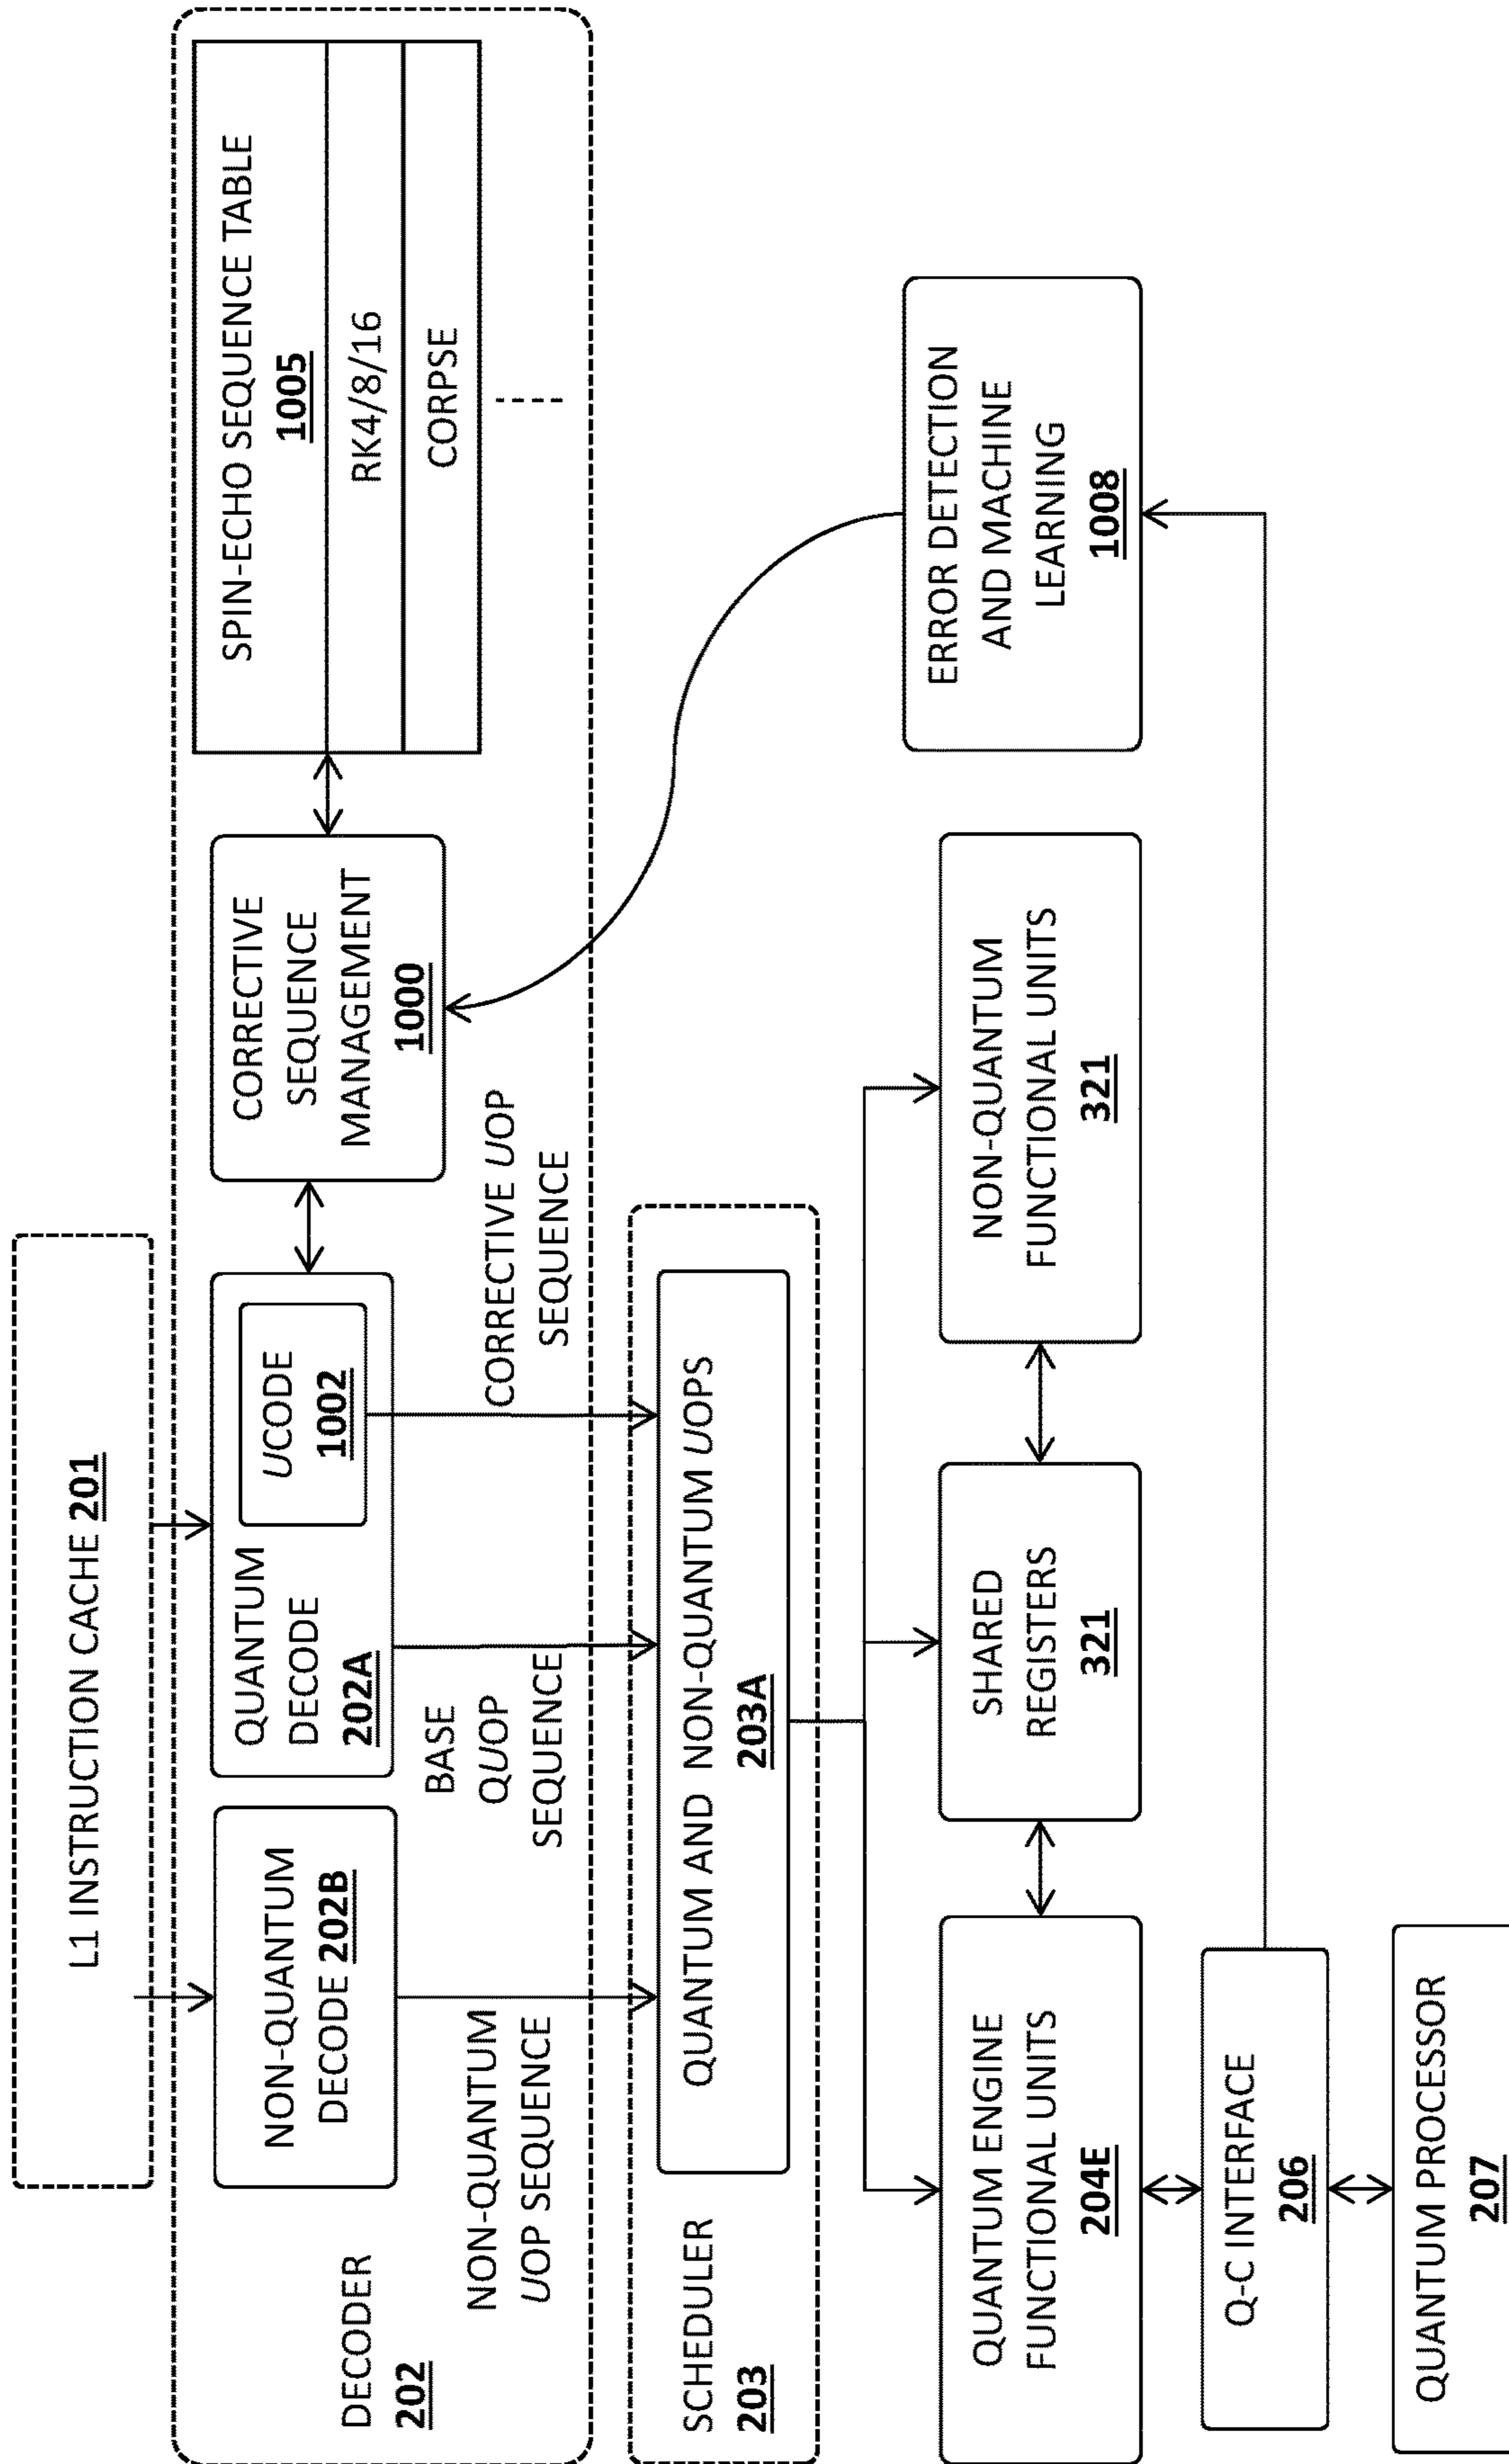 L1 INSTRUCTION CACHE 201
DECODER
202
NON-QUANTUM
DECODE 202B
QUANTUM
DECODE
202A
UCODE
1002
CORRECTIVE
SEQUENCE
MANAGEMENT
1000
SPIN-ECHO SEQUENCE TABLE
1005
RK4/8/16
CORPSE
NON-QUANTUM
UOP SEQUENCE
BASE
QUOP
SEQUENCE
CORRECTIVE UOP
SEQUENCE
SCHEDULER
203
QUANTUM AND NON-QUANTUM UOPS
203A
QUANTUM ENGINE
FUNCTIONAL UNITS
204E
SHARED
REGISTERS
321
NON-QUANTUM
FUNCTIONAL UNITS
321
ERROR DETECTION
AND MACHINE
LEARNING
1008
Q-C INTERFACE
206
QUANTUM PROCESSOR
207